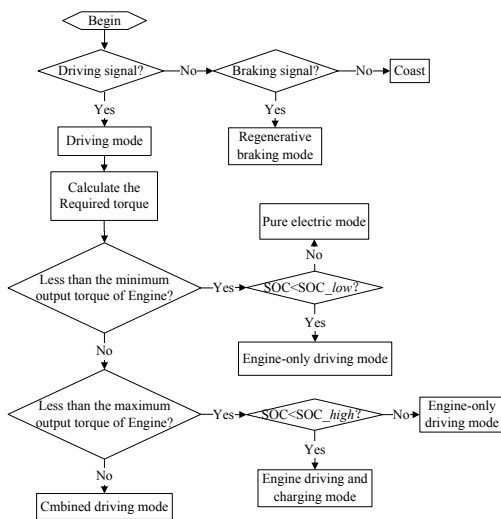 Begin
Driving signal?
No
Braking signal?
No
Coast
Yes
Yes
Driving mode
Regenerative
braking mode
Calculate the
Required torque
Pure electric mode
No
Less than the minimum
output torque of Engine?
Yes
SOC<SOC_low?
Yes
No
Engine-only driving mode
Less than the maximum
output torque of Engine?
Yes
SOC<SOC_high?
No
Engine-only
driving mode
Yes
No
Engine driving and
charging mode
Cmbined driving mode